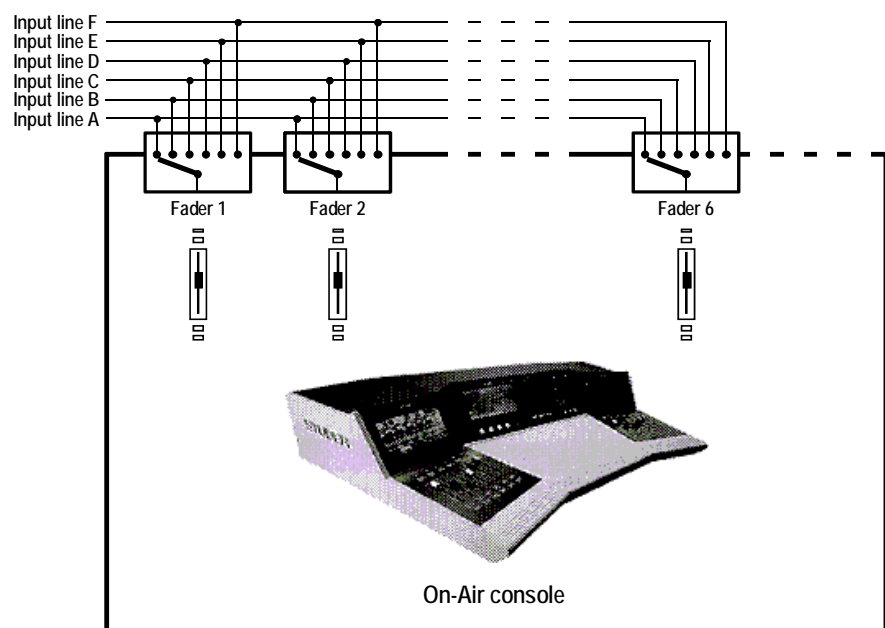 Input line F
Input line E
Input line D
Input line C
Input line B
Input line A
Fader 1 Fader 2 Fader 6
On-Air console